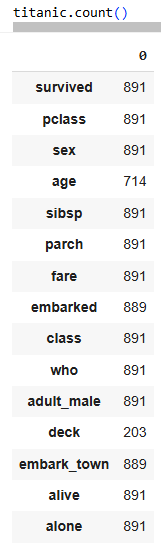 titanic.count()
0
survived 891
pclass 891
sex 891
age 714
sibsp 891
parch 891
fare 891
embarked 889
class 891
who 891
adult_male 891
deck 203
embark_town 889
alive 891
alone 891